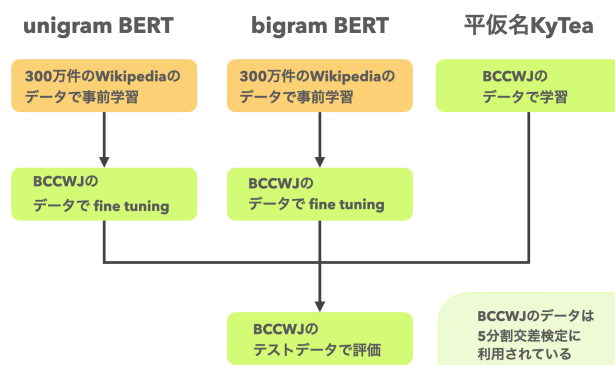 unigram BERT
bigram BERT
平仮名KyTea
300万件のWikipediaの
データで事前学習
300万件のWikipediaの
データで事前学習
BCCWJの
データで学習
BCCWJの
データで fine tuning
BCCWJの
データで fine tuning
BCCWJの
テストデータで評価
BCCWJのデータは
5分割交差検定に
利用されている